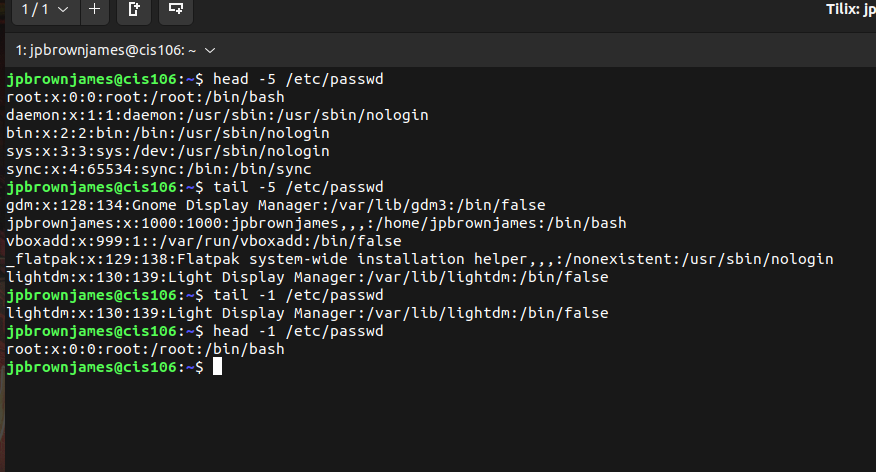 1 / 1
Tilix: jp
1: jpbrownjames@cis106: ~
jpbrownjames@cis106:~$ head -5 /etc/passwd
root:x:0:0:root:/root:/bin/bash
daemon:x:1:1:daemon:/usr/sbin:/usr/sbin/nologin
bin:x:2:2:bin:/bin:/usr/sbin/nologin
sys:x:3:3:sys:/dev:/usr/sbin/nologin
sync:x:4:65534:sync:/bin:/bin/sync
jpbrownjames@cis106:~$ tail -5 /etc/passwd
gdm:x:128:134:Gnome Display Manager:/var/lib/gdm3:/bin/false
jpbrownjames:x:1000:1000:jpbrownjames,,,:/home/jpbrownjames:/bin/bash
vboxadd:x:999:1::/var/run/vboxadd:/bin/false
_flatpak:x:129:138:Flatpak system-wide installation helper,,,:/nonexistent:/usr/sbin/nologin
lightdm:x:130:139:Light Display Manager:/var/lib/lightdm:/bin/false
jpbrownjames@cis106:~$ tail -1 /etc/passwd
lightdm:x:130:139:Light Display Manager:/var/lib/lightdm:/bin/false
jpbrownjames@cis106:~$ head -1 /etc/passwd
root:x:0:0:root:/root:/bin/bash
jpbrownjames@cis106:~$